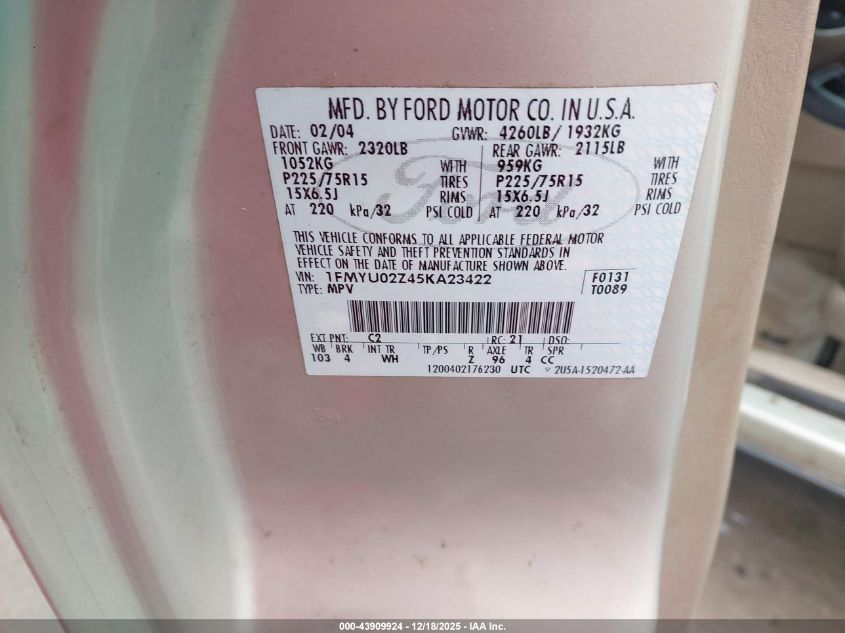 MFD. BY FORD MOTOR CO. IN U.S.A.
DATE: 02/04 GVWR: 4260LB/ 1932KG
FRONT GAWR: 2320LB REAR GAWR: 2115LB
1052KG WITH 959KG WITH
P225/75R15 TIRES P225/75R15 TIRES
15X6.5J RIMS 15X6.5J RIMS
AT 220 kPa/32 PSI COLD AT 220 kPa/32 PSI COLD
Ford
THIS VEHICLE CONFORMS TO ALL APPLICABLE FEDERAL MOTOR
VEHICLE SAFETY AND THEFT PREVENTION STANDARDS IN
EFFECT ON THE DATE OF MANUFACTURE SHOWN ABOVE.
VIN: 1FMYU02Z45KA23422 F0131
TYPE: MPV T0089
EXT PNT: C2 RC: 21 DSO:
WB BRK INT TR TP/PS R AXLE TR SPR
103 4 WH Z 96 4 CC
1200402176230 UTC ▽ 2U5A-1520472-AA
000-43909924 | 12/18/2025 - IAA Inc.